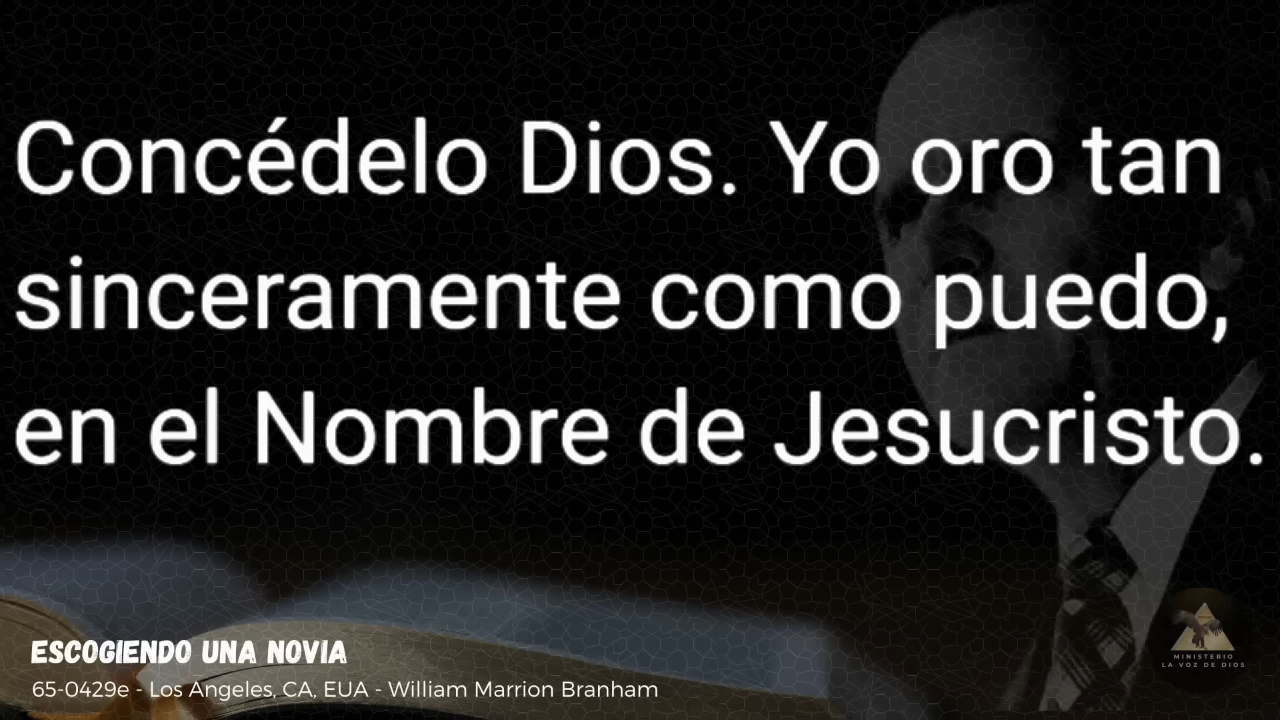 Concédelo Dios. Yo oro tan
sinceramente como puedo,
en el Nombre de Jesucristo.
ESCOGIENDO UNA NOVIA
65-0429e - Los Angeles, CA, EUA - William Marrion Branham
MINISTERIO
LA VOZ DE DIOS